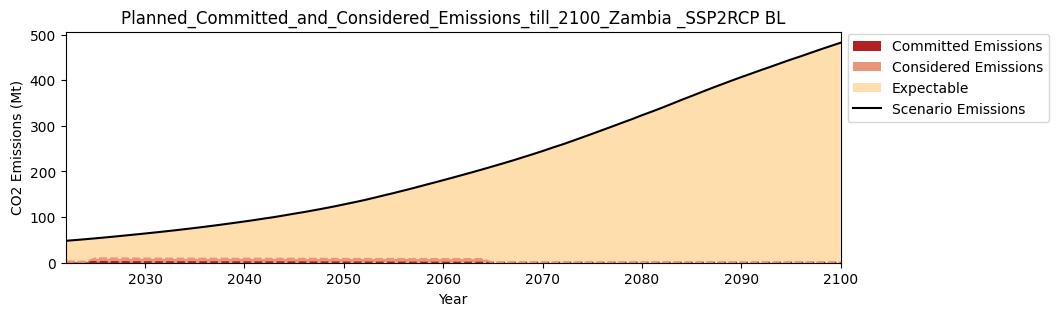 Planned_Committed_and_Considered_Emissions_till_2100_Zambia _SSP2RCP BL
Committed Emissions
Considered Emissions
Expectable
Scenario Emissions
CO2 Emissions (Mt)
500
400
300
200
100
0
2030
2040
2050
2060
2070
2080
2090
2100
Year